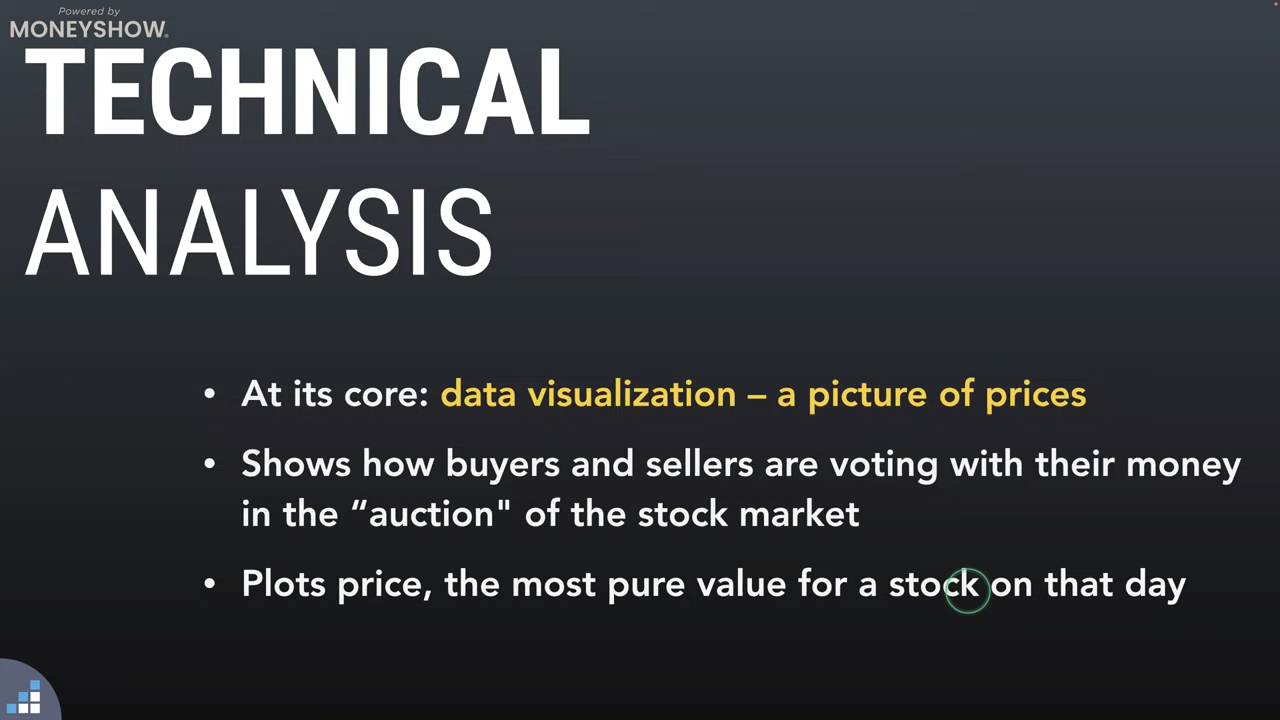 Powered by
MONEYSHOW®
TECHNICAL
ANALYSIS
• At its core: data visualization – a picture of prices
• Shows how buyers and sellers are voting with their money
in the “auction" of the stock market
• Plots price, the most pure value for a stock on that day